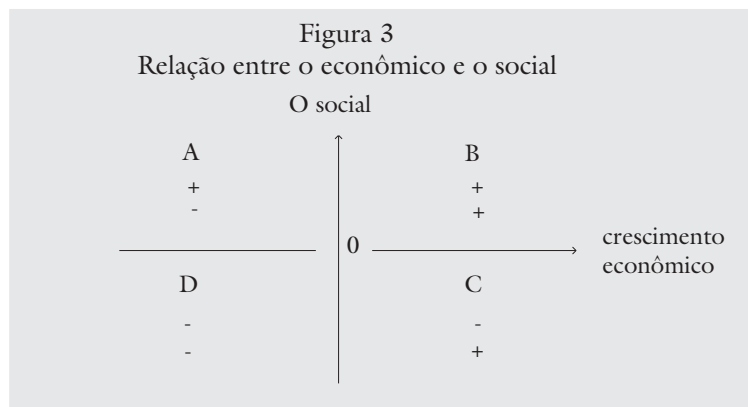 Figura 3
Relação entre o econômico e o social
O social
A B
+ +
- +
0
crescimento
econômico
D C
- -
- +